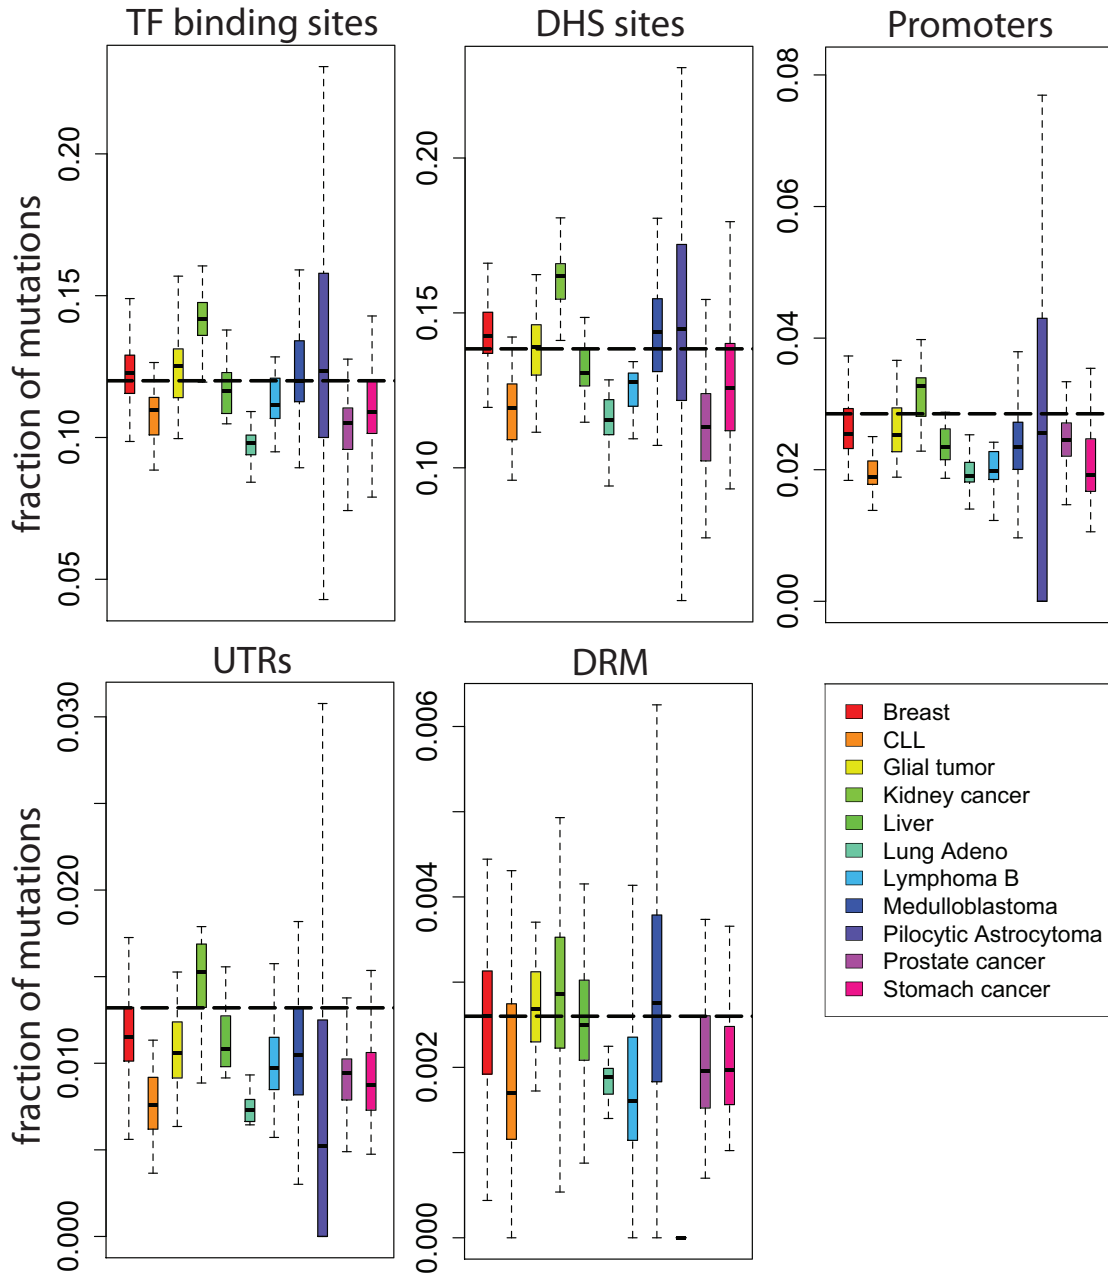 TF binding sites
DHS sites
Promoters
fraction of mutations
0.20
0.15
0.10
0.05
0.20
0.15
0.10
0.08
0.06
0.04
0.02
0.00
UTRs
DRM
fraction of mutations
0.030
0.020
0.010
0.000
0.006
0.004
0.002
0.000
Breast
CLL
Glial tumor
Kidney cancer
Liver
Lung Adeno
Lymphoma B
Medulloblastoma
Pilocytic Astrocytoma
Prostate cancer
Stomach cancer